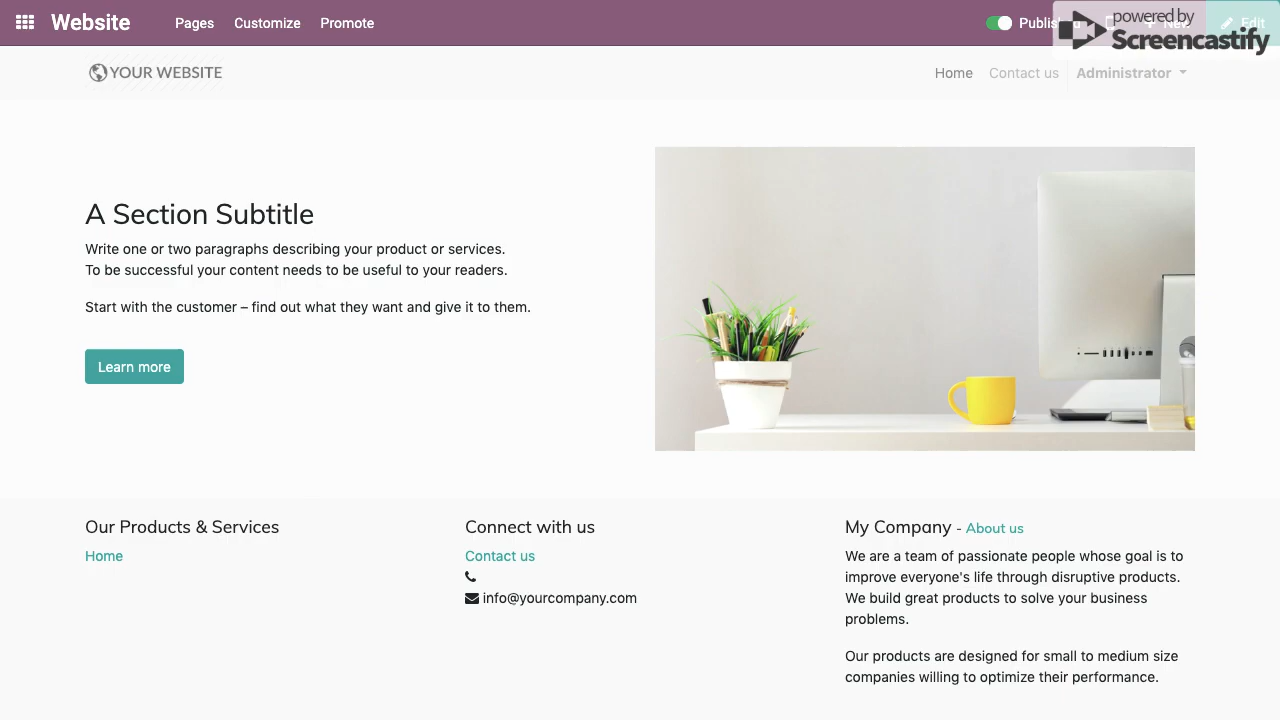 Website
Pages
Customize
Promote
Published
New
Edit
powered by
Screencastify
YOUR WEBSITE
Home
Contact us
Administrator
A Section Subtitle
Write one or two paragraphs describing your product or services.
To be successful your content needs to be useful to your readers.
Start with the customer – find out what they want and give it to them.
Learn more
Our Products & Services
Home
Connect with us
Contact us
info@yourcompany.com
My Company - About us
We are a team of passionate people whose goal is to
improve everyone's life through disruptive products.
We build great products to solve your business
problems.
Our products are designed for small to medium size
companies willing to optimize their performance.